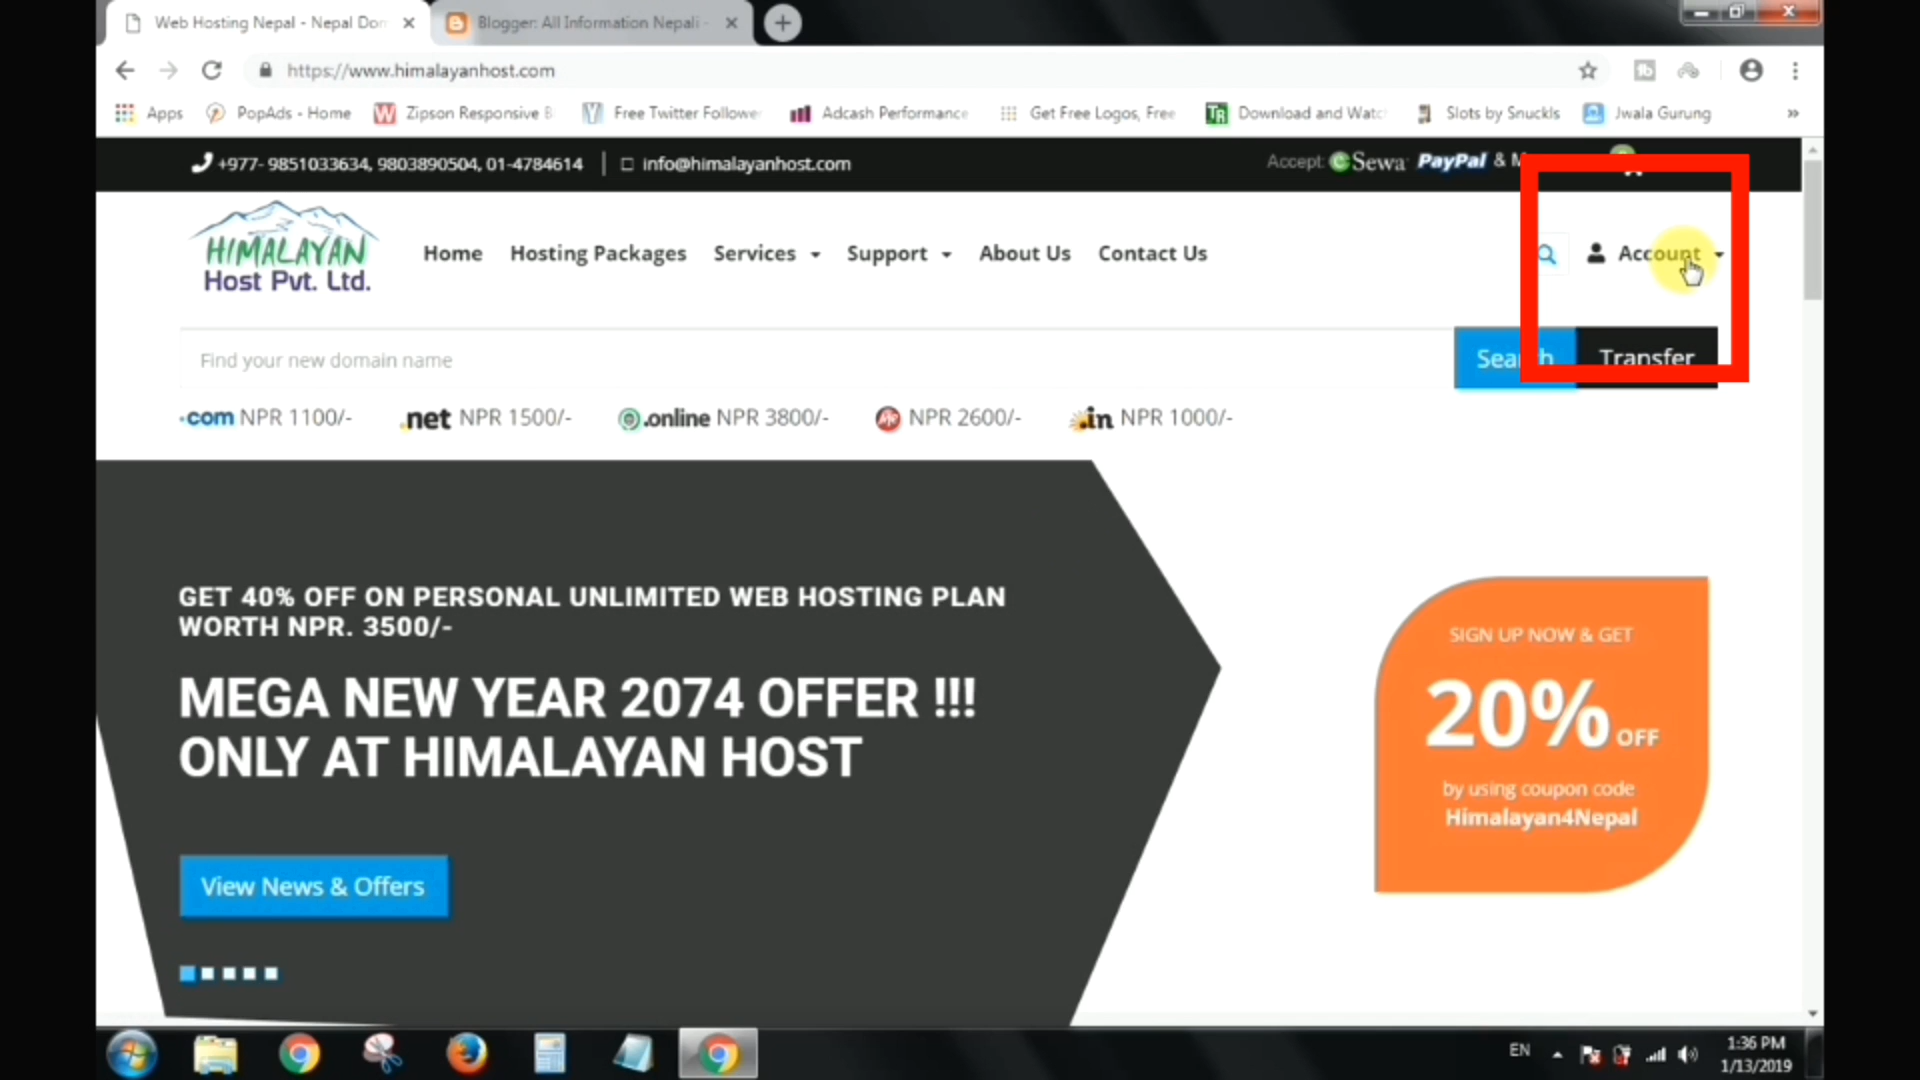 Web Hosting Nepal - Nepal Dor
Blogger: All Information Nepali -
https://www.himalayanhost.com
Apps
PopAds - Home
Zipson Responsive B
Free Twitter Follower
Adcash Performance
Get Free Logos, Free
Download and Watc
Slots by Snuckls
Jwala Gurung
»
+977- 9851033634, 9803890504, 01-4784614 | info@himalayanhost.com
Accept: eSewa PayPal & M
HIMALAYAN
Host Pvt. Ltd.
Home Hosting Packages Services Support About Us Contact Us
Account
Find your new domain name
Search
Transfer
.com NPR 1100/-
.net NPR 1500/-
.online NPR 3800/-
NPR 2600/-
.in NPR 1000/-
GET 40% OFF ON PERSONAL UNLIMITED WEB HOSTING PLAN
WORTH NPR. 3500/-
MEGA NEW YEAR 2074 OFFER !!!
ONLY AT HIMALAYAN HOST
View News & Offers
SIGN UP NOW & GET
20% OFF
by using coupon code
Himalayan4Nepal
EN
1:36 PM
1/13/2019